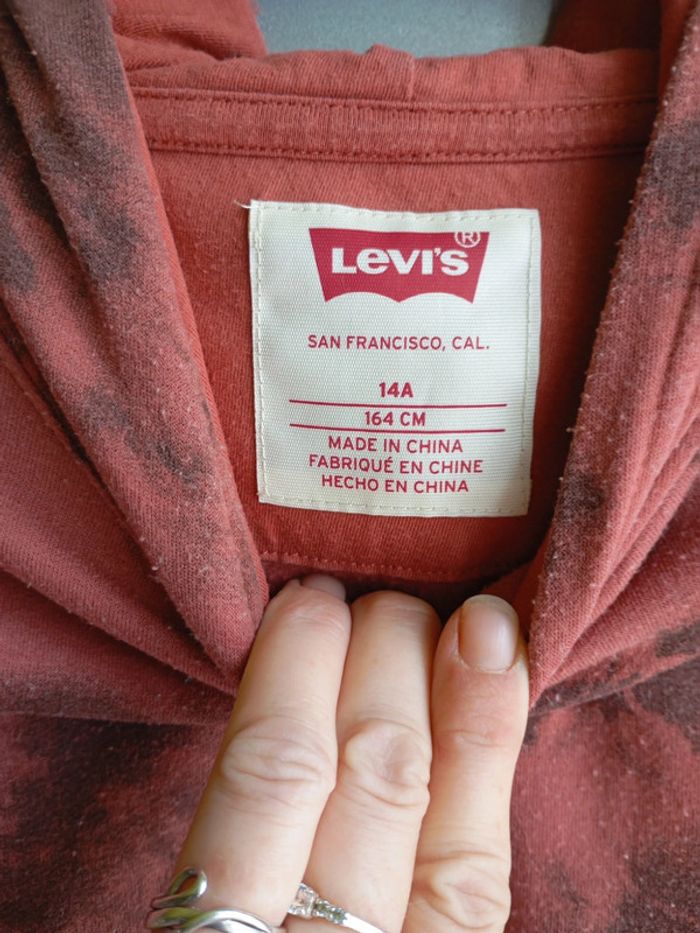 LEVI'S ®
SAN FRANCISCO, CAL.
14A
164 CM
MADE IN CHINA
FABRIQUÉ EN CHINE
HECHO EN CHINA